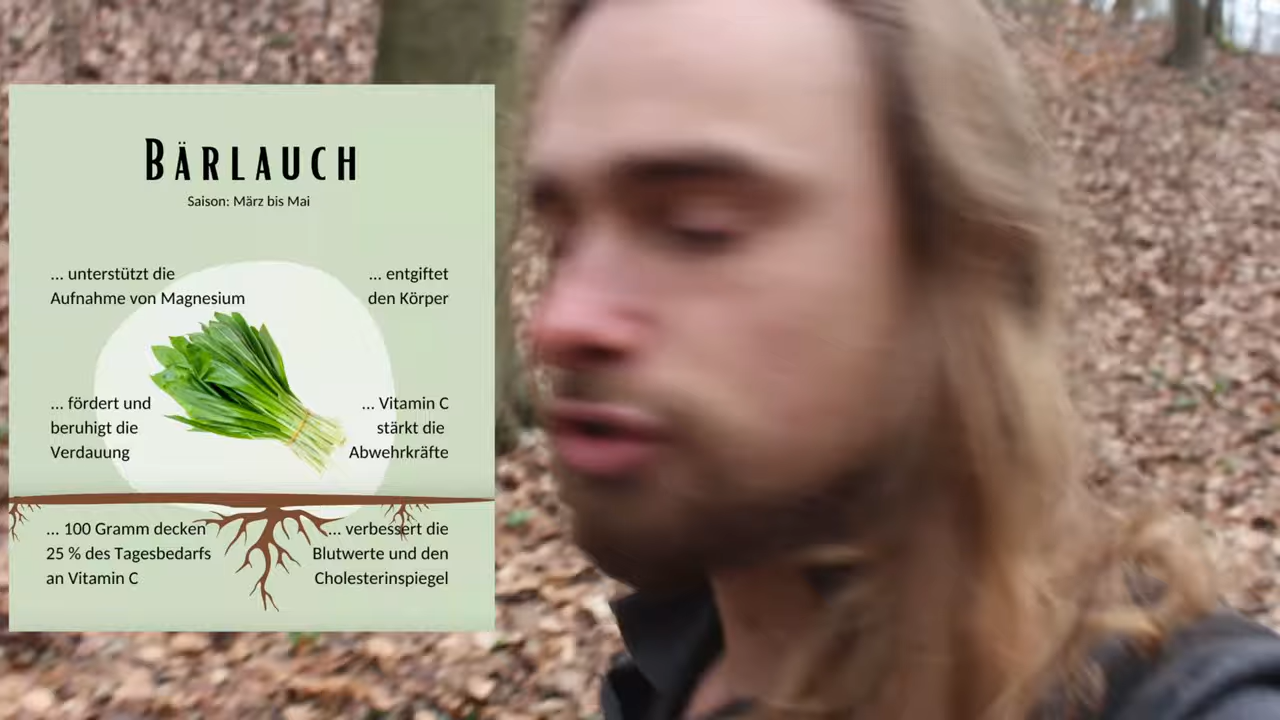 BÄRLAUCH
Saison: März bis Mai
... unterstützt die
Aufnahme von Magnesium
... entgiftet
den Körper
... fördert und
beruhigt die
Verdauung
... Vitamin C
stärkt die
Abwehrkräfte
... 100 Gramm decken
25 % des Tagesbedarfs
an Vitamin C
... verbessert die
Blutwerte und den
Cholesterinspiegel